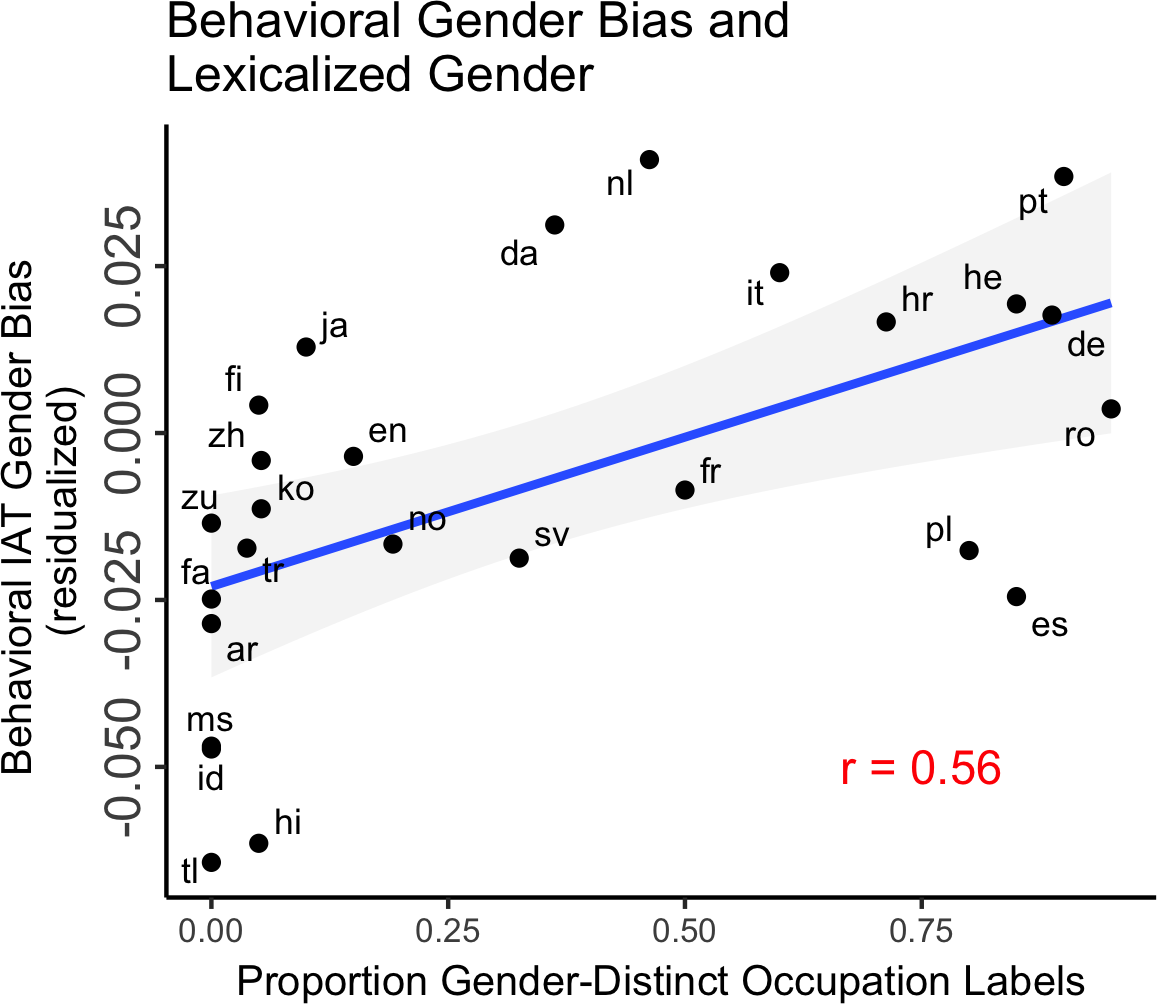 Behavioral Gender Bias and
Lexicalized Gender
Behavioral IAT Gender Bias
(residualized)
0.025
0.000
-0.025
-0.050
nl
pt
da
he
it
hr
ja
de
fi
zh
en
ro
ko
fr
zu
no
sv
pl
fa
tr
ar
es
ms
id
r = 0.56
hi
tl
0.00
0.25
0.50
0.75
Proportion Gender-Distinct Occupation Labels